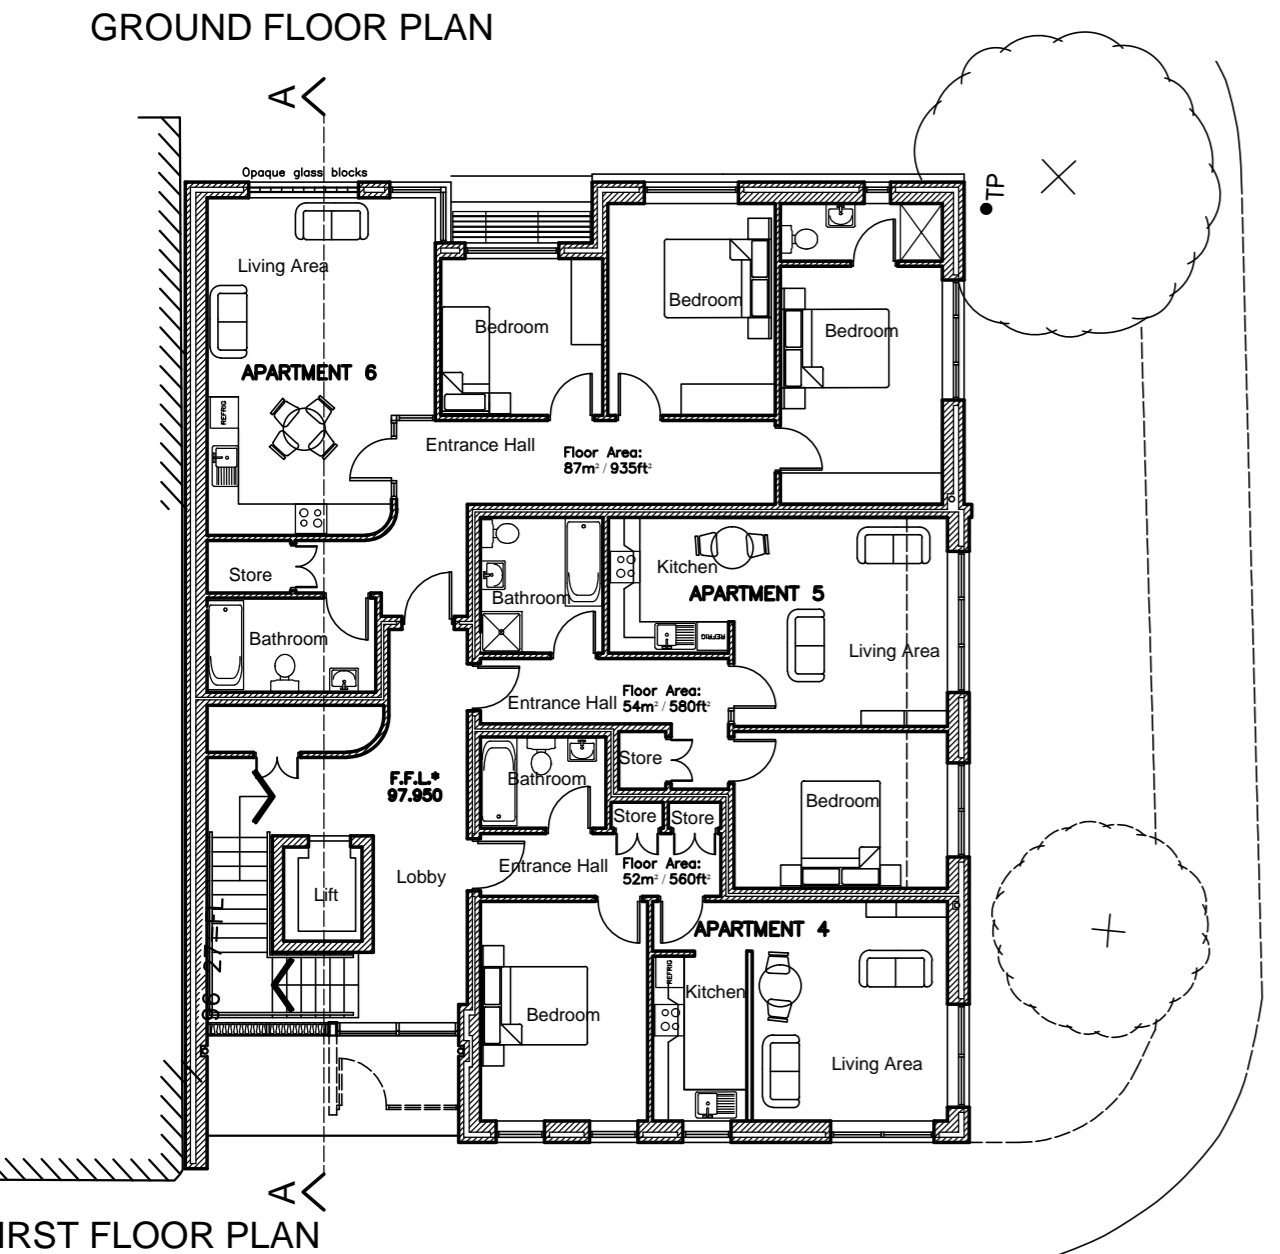 GROUND FLOOR PLAN
A
Opaque glass blocks
TP
Living Area
Bedroom
Bedroom
Bedroom
APARTMENT 6
REFRIG
Entrance Hall
Floor Area:
87m² / 935ft²
Store
Bathroom
Bathroom
Kitchen
APARTMENT 5
REFRIG
Living Area
Entrance Hall
Floor Area:
54m² / 580ft²
Store
Bathroom
F.F.L.*
97.950
Bedroom
Store
Store
Entrance Hall
Floor Area:
52m² / 560ft²
Lobby
Lift
APARTMENT 4
REFRIG
Kitchen
Bedroom
Living Area
A
IRST FLOOR PLAN